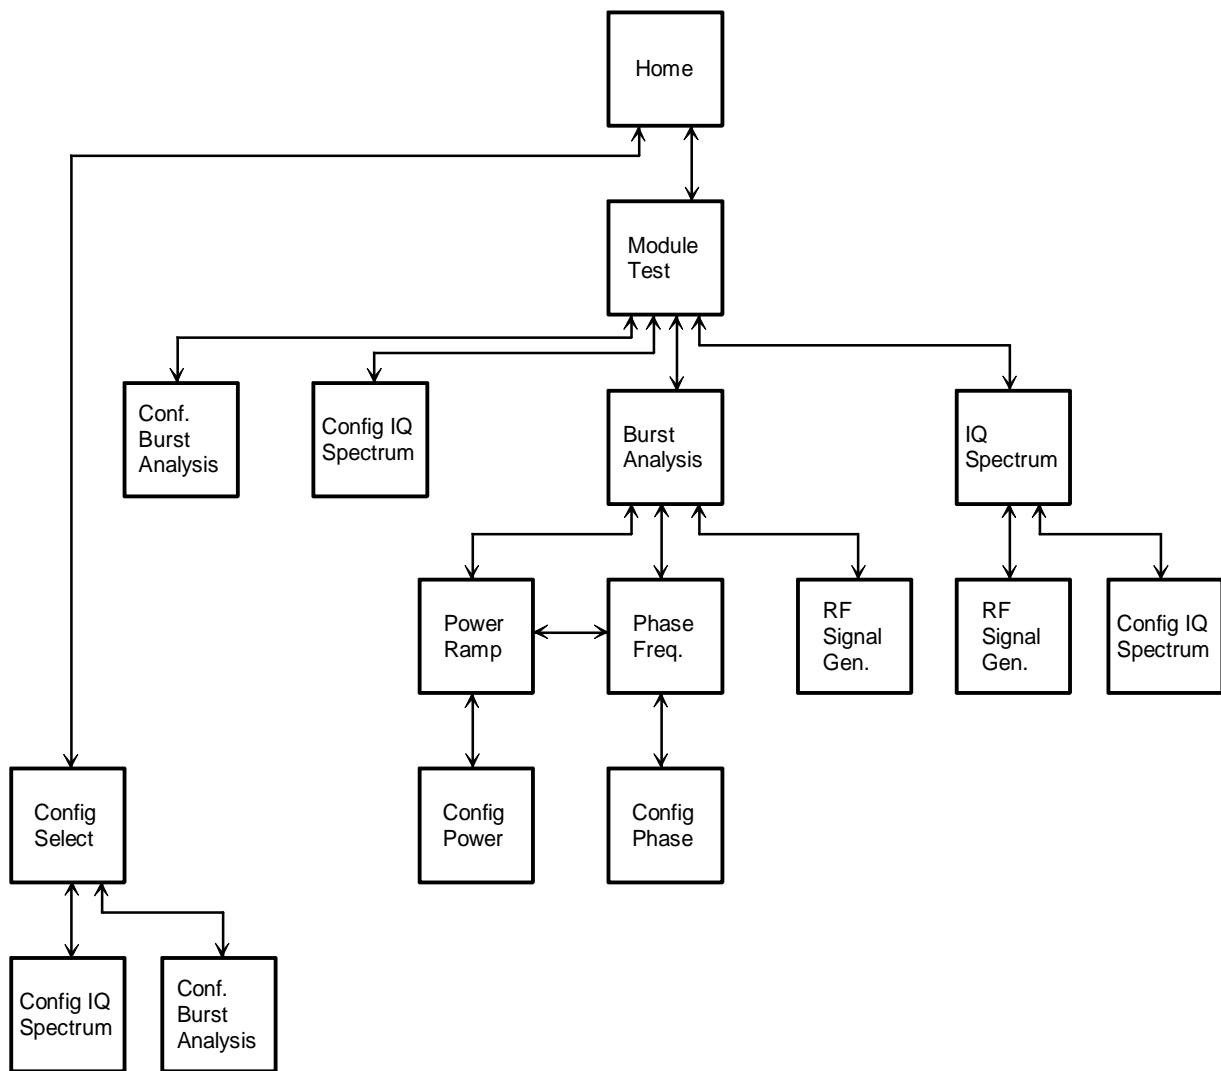 Home
Module
Test
Conf.
Burst
Analysis
Config IQ
Spectrum
Burst
Analysis
IQ
Spectrum
Power
Ramp
Phase
Freq.
RF
Signal
Gen.
RF
Signal
Gen.
Config IQ
Spectrum
Config
Select
Config
Power
Config
Phase
Config IQ
Spectrum
Conf.
Burst
Analysis